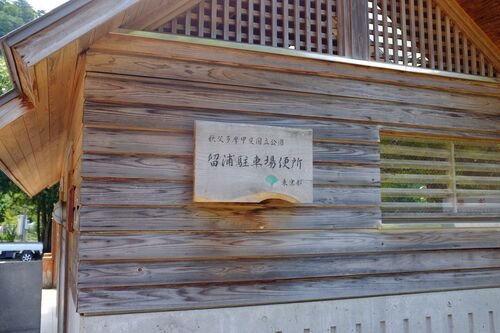 秩父多摩甲斐国立公園
留浦駐車場便所
東京都